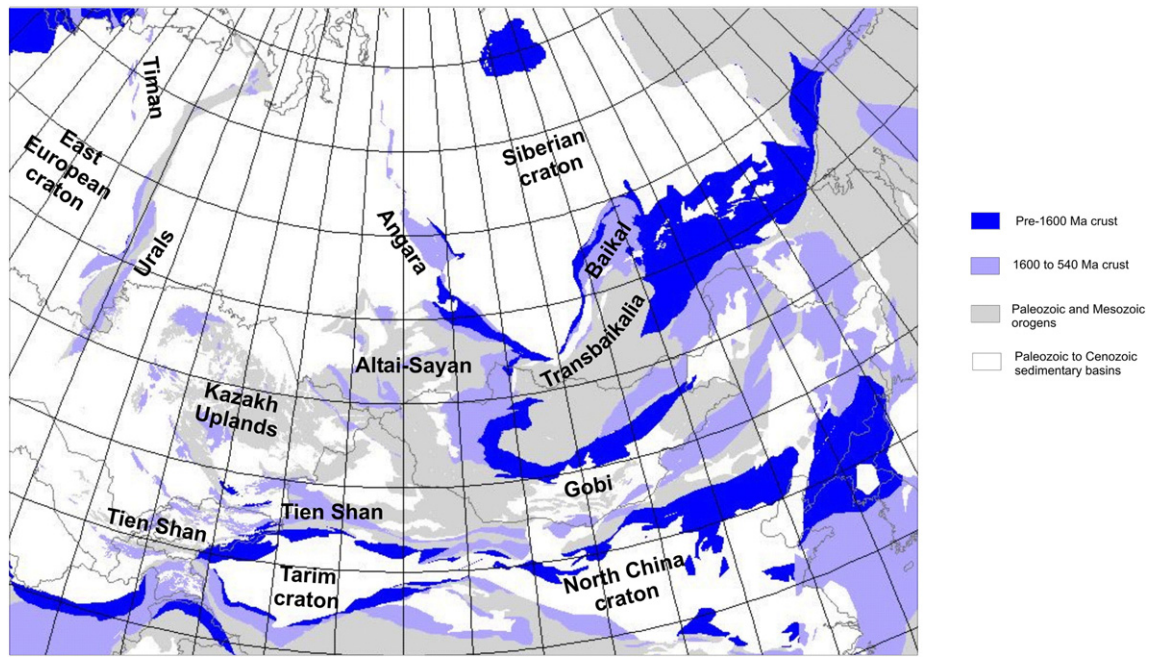 Timan
East
European
craton
Urals
Siberian
craton
Angara
Baikal
Transbaikalia
Altai-Sayan
Kazakh
Uplands
Gobi
Tien Shan
Tien Shan
Tarim
craton
North China
craton
Pre-1600 Ma crust
1600 to 540 Ma crust
Paleozoic and Mesozoic
orogens
Paleozoic to Cenozoic
sedimentary basins